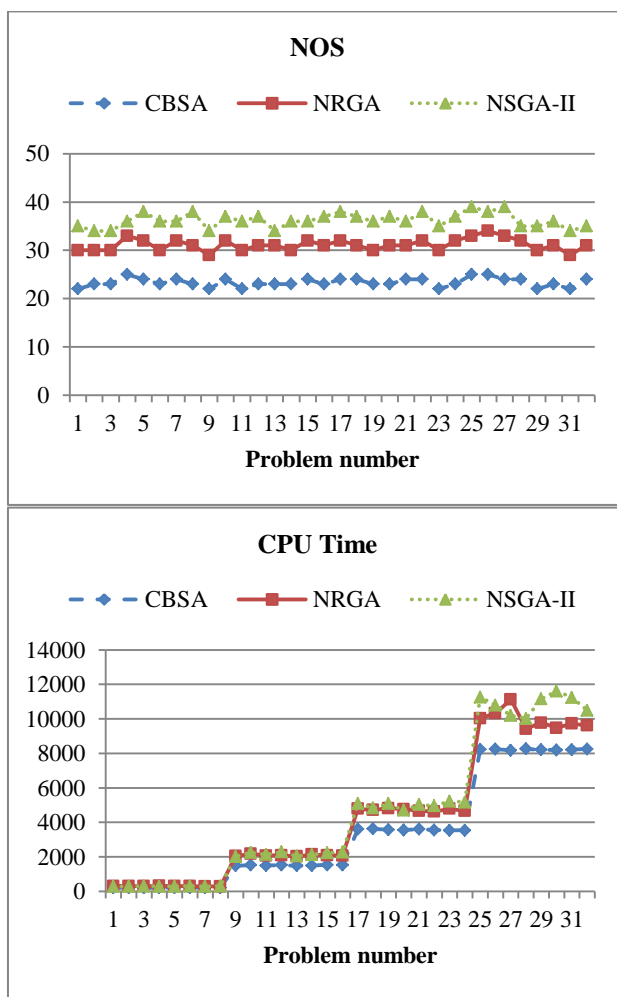 NOS
CBSA NRGA NSGA-II
50
40
30
20
10
0
1 3 5 7 9 11 13 15 17 19 21 23 25 27 29 31
Problem number
CPU Time
CBSA NRGA NSGA-II
14000
12000
10000
8000
6000
4000
2000
0
1 3 5 7 9 11 13 15 17 19 21 23 25 27 29 31
Problem number